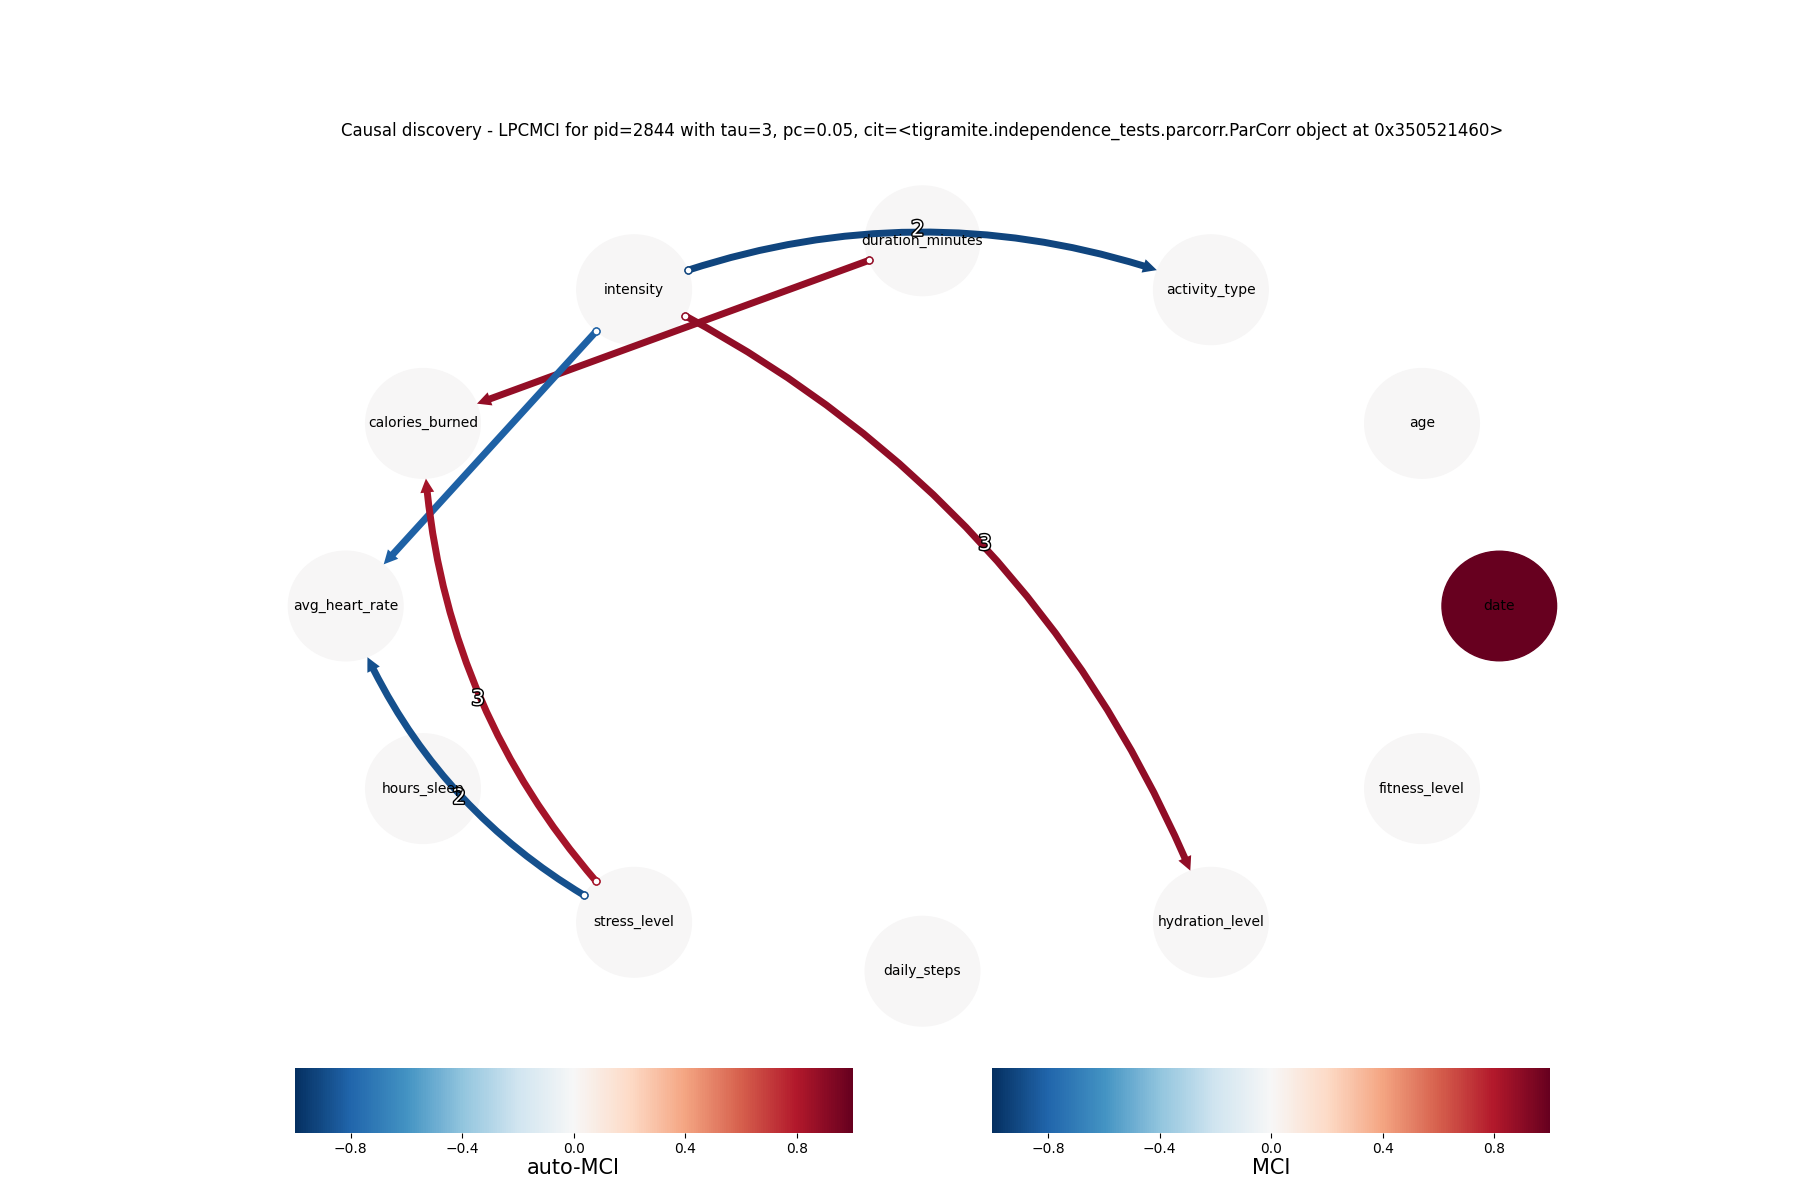 Causal discovery - LPCMCI for pid=2844 with tau=3, pc=0.05, cit=<tigramite.independence_tests.parcorr.ParCorr object at 0x350521460>
2
duration_minutes
intensity
activity_type
calories_burned
age
3
avg_heart_rate
date
3
hours_sleep
2
fitness_level
stress_level
hydration_level
daily_steps
−0.8 −0.4 0.0 0.4 0.8
auto-MCI
−0.8 −0.4 0.0 0.4 0.8
MCI